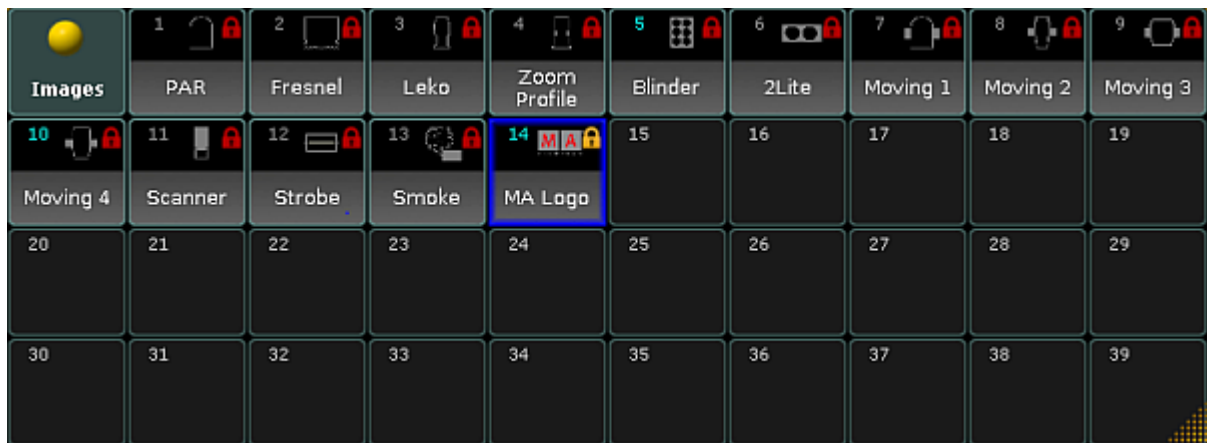 1 2 3 4 5 6 7 8 9
Images PAR Fresnel Leko Zoom Profile Blinder 2Lite Moving 1 Moving 2 Moving 3
10 11 12 13 14 MA 15 16 17 18 19
Moving 4 Scanner Strobe Smoke MA Logo
20 21 22 23 24 25 26 27 28 29
30 31 32 33 34 35 36 37 38 39